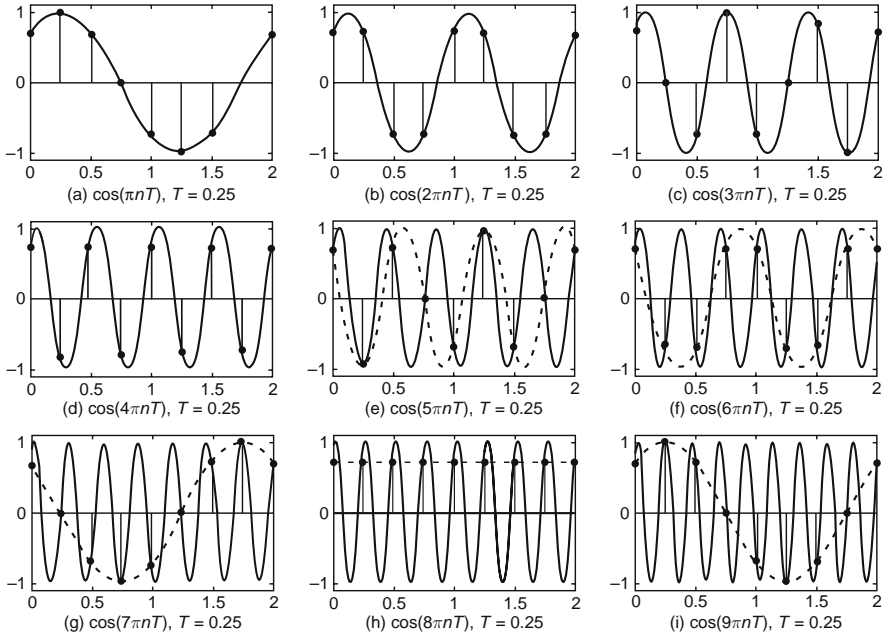 1
0
−1
0 0.5 1 1.5 2
(a) cos(πnT), T = 0.25
1
0
−1
0 0.5 1 1.5 2
(b) cos(2πnT), T = 0.25
1
0
−1
0 0.5 1 1.5 2
(c) cos(3πnT), T = 0.25
1
0
−1
0 0.5 1 1.5 2
(d) cos(4πnT), T = 0.25
1
0
−1
0 0.5 1 1.5 2
(e) cos(5πnT), T = 0.25
1
0
−1
0 0.5 1 1.5 2
(f) cos(6πnT), T = 0.25
1
0
−1
0 0.5 1 1.5 2
(g) cos(7πnT), T = 0.25
1
0
−1
0 0.5 1 1.5 2
(h) cos(8πnT), T = 0.25
1
0
−1
0 0.5 1 1.5 2
(i) cos(9πnT), T = 0.25